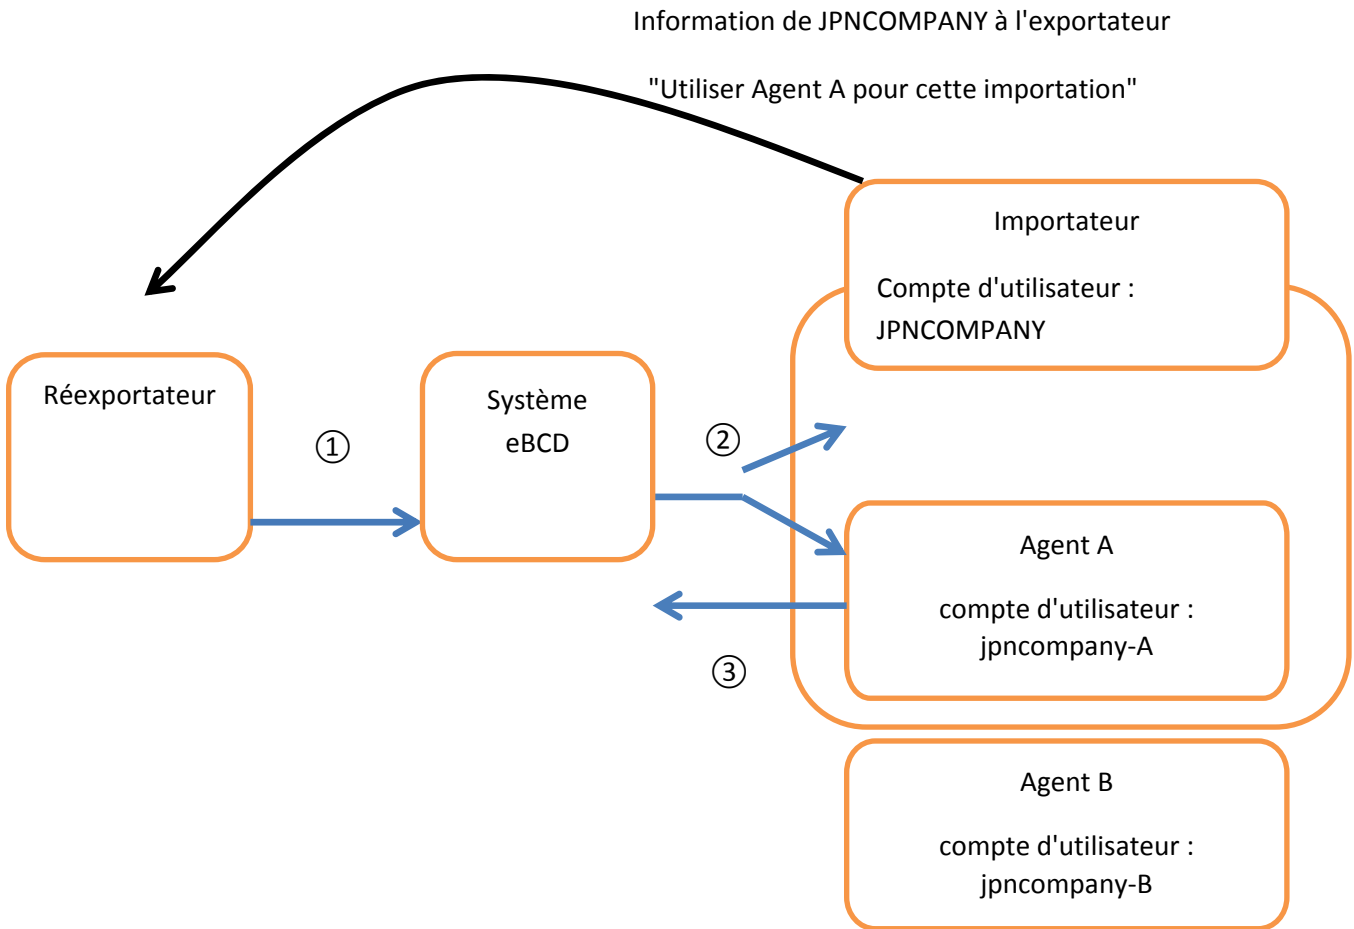 Information de JPNCOMPANY à l'exportateur
"Utiliser Agent A pour cette importation"
Importateur
Compte d'utilisateur :
JPNCOMPANY
Réexportateur
①
Système
eBCD
②
Agent A
compte d'utilisateur :
jpncompany-A
③
Agent B
compte d'utilisateur :
jpncompany-B